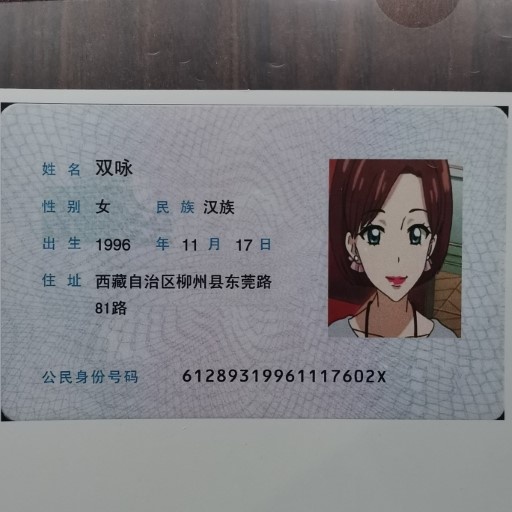 姓名 双咏
性别 女 民族 汉族
出生 1996 年 11 月 17 日
住址 西藏自治区柳州县东莞路
81路
公民身份号码 61289319961117602X